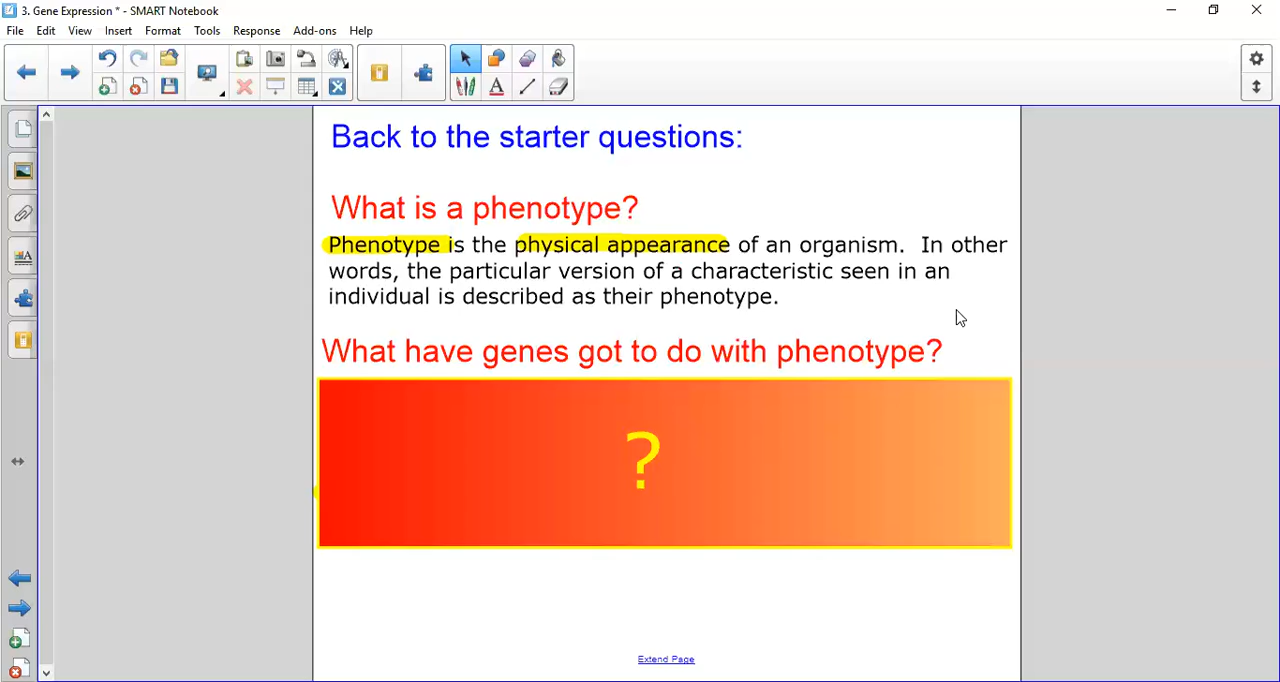 3. Gene Expression * - SMART Notebook
File Edit View Insert Format Tools Response Add-ons Help
Back to the starter questions:
What is a phenotype?
Phenotype is the physical appearance of an organism. In other
words, the particular version of a characteristic seen in an
individual is described as their phenotype.
What have genes got to do with phenotype?
?
Extend Page